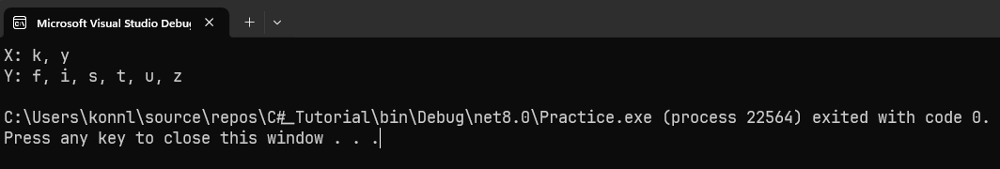 Microsoft Visual Studio Debu
X: k, y
Y: f, i, s, t, u, z
C:\Users\konnl\source\repos\C#_Tutorial\bin\Debug\net8.0\Practice.exe (process 22564) exited with code 0.
Press any key to close this window . . .